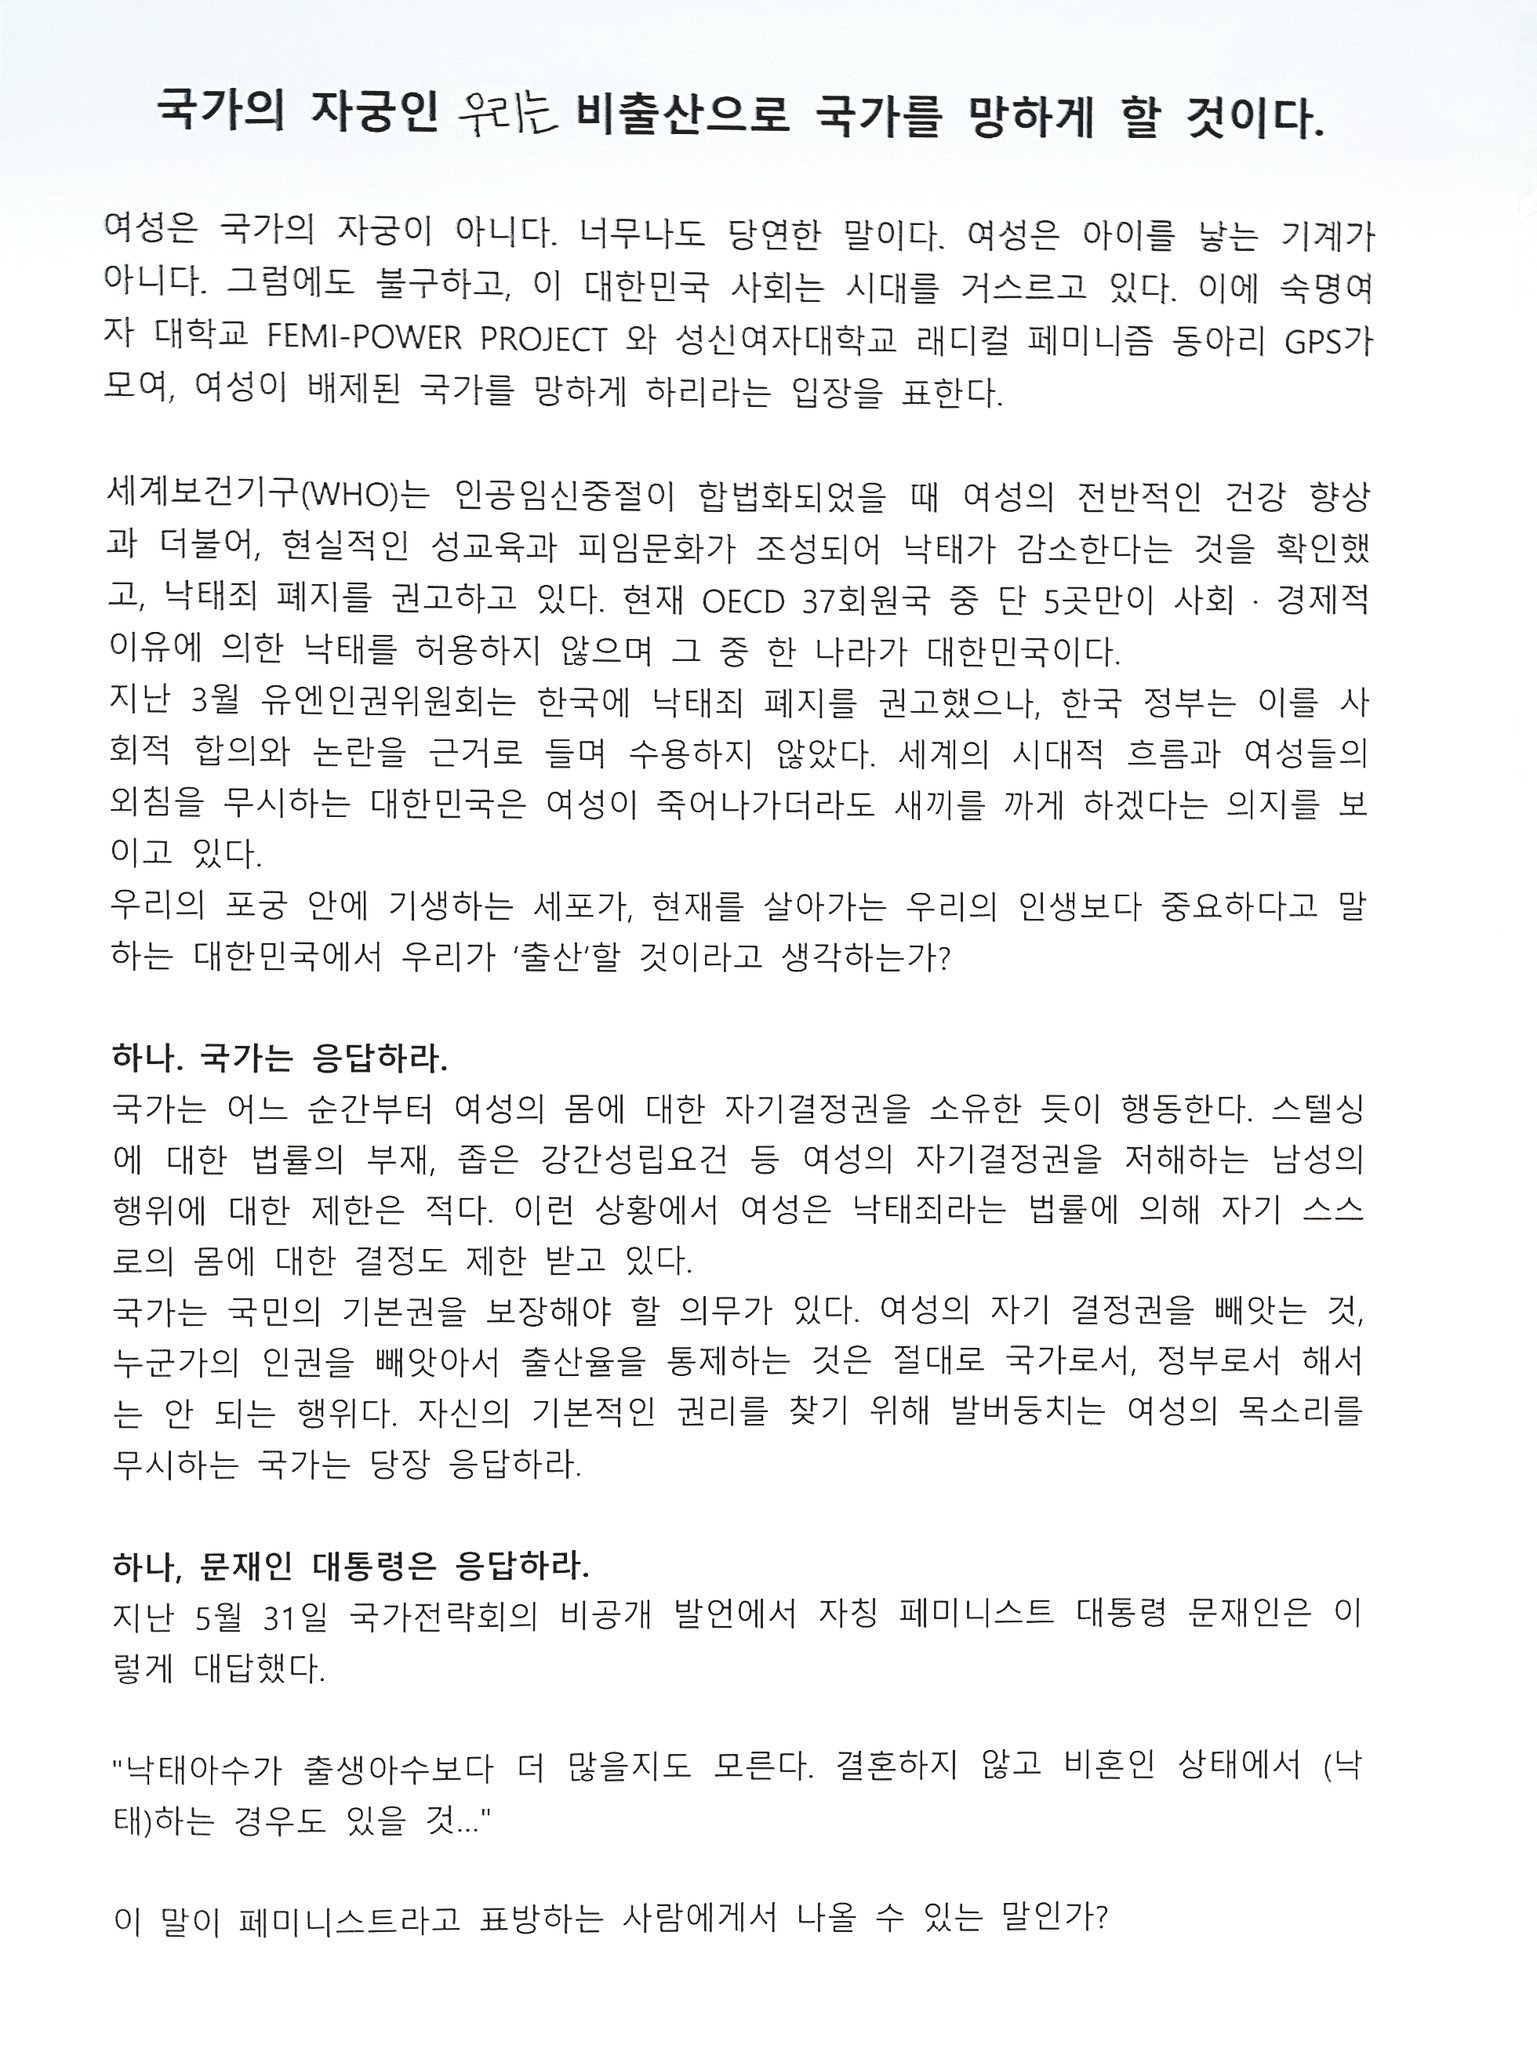 국가의 자궁인 우리는 비출산으로 국가를 망하게 할 것이다.
여성은 국가의 자궁이 아니다. 너무나도 당연한 말이다. 여성은 아이를 낳는 기계가
아니다. 그럼에도 불구하고, 이 대한민국 사회는 시대를 거스르고 있다. 이에 숙명여
자 대학교 FEMI-POWER PROJECT 와 성신여자대학교 래디컬 페미니즘 동아리 GPS가
모여, 여성이 배제된 국가를 망하게 하리라는 입장을 표한다.
세계보건기구(WHO)는 인공임신중절이 합법화되었을 때 여성의 전반적인 건강 향상
과 더불어, 현실적인 성교육과 피임문화가 조성되어 낙태가 감소한다는 것을 확인했
고, 낙태죄 폐지를 권고하고 있다. 현재 OECD 37회원국 중 단 5곳만이 사회 · 경제적
이유에 의한 낙태를 허용하지 않으며 그 중 한 나라가 대한민국이다.
지난 3월 유엔인권위원회는 한국에 낙태죄 폐지를 권고했으나, 한국 정부는 이를 사
회적 합의와 논란을 근거로 들며 수용하지 않았다. 세계의 시대적 흐름과 여성들의
외침을 무시하는 대한민국은 여성이 죽어나가더라도 새끼를 까게 하겠다는 의지를 보
이고 있다.
우리의 포궁 안에 기생하는 세포가, 현재를 살아가는 우리의 인생보다 중요하다고 말
하는 대한민국에서 우리가 ‘출산’할 것이라고 생각하는가?
하나. 국가는 응답하라.
국가는 어느 순간부터 여성의 몸에 대한 자기결정권을 소유한 듯이 행동한다. 스텔싱
에 대한 법률의 부재, 좁은 강간성립요건 등 여성의 자기결정권을 저해하는 남성의
행위에 대한 제한은 적다. 이런 상황에서 여성은 낙태죄라는 법률에 의해 자기 스스
로의 몸에 대한 결정도 제한 받고 있다.
국가는 국민의 기본권을 보장해야 할 의무가 있다. 여성의 자기 결정권을 빼앗는 것,
누군가의 인권을 빼앗아서 출산율을 통제하는 것은 절대로 국가로서, 정부로서 해서
는 안 되는 행위다. 자신의 기본적인 권리를 찾기 위해 발버둥치는 여성의 목소리를
무시하는 국가는 당장 응답하라.
하나, 문재인 대통령은 응답하라.
지난 5월 31일 국가전략회의 비공개 발언에서 자칭 페미니스트 대통령 문재인은 이
렇게 대답했다.
"낙태아수가 출생아수보다 더 많을지도 모른다. 결혼하지 않고 비혼인 상태에서 (낙
태)하는 경우도 있을 것..."
이 말이 페미니스트라고 표방하는 사람에게서 나올 수 있는 말인가?